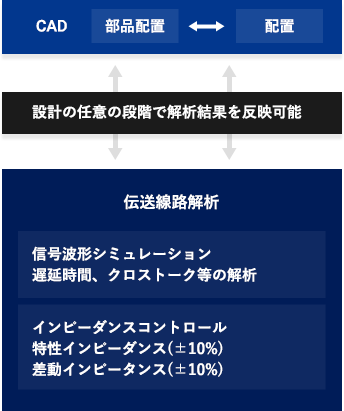 CAD 部品配置 配置
設計の任意の段階で解析結果を反映可能
伝送線路解析
信号波形シミュレーション
遅延時間、クロストーク等の解析
インピーダンスコントロール
特性インピーダンス(±10%)
差動インピータンス(±10%)